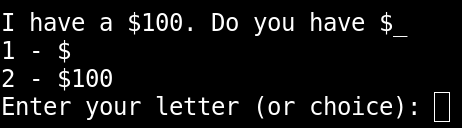 I have a $100. Do you have $_
1 - $
2 - $100
Enter your letter (or choice):